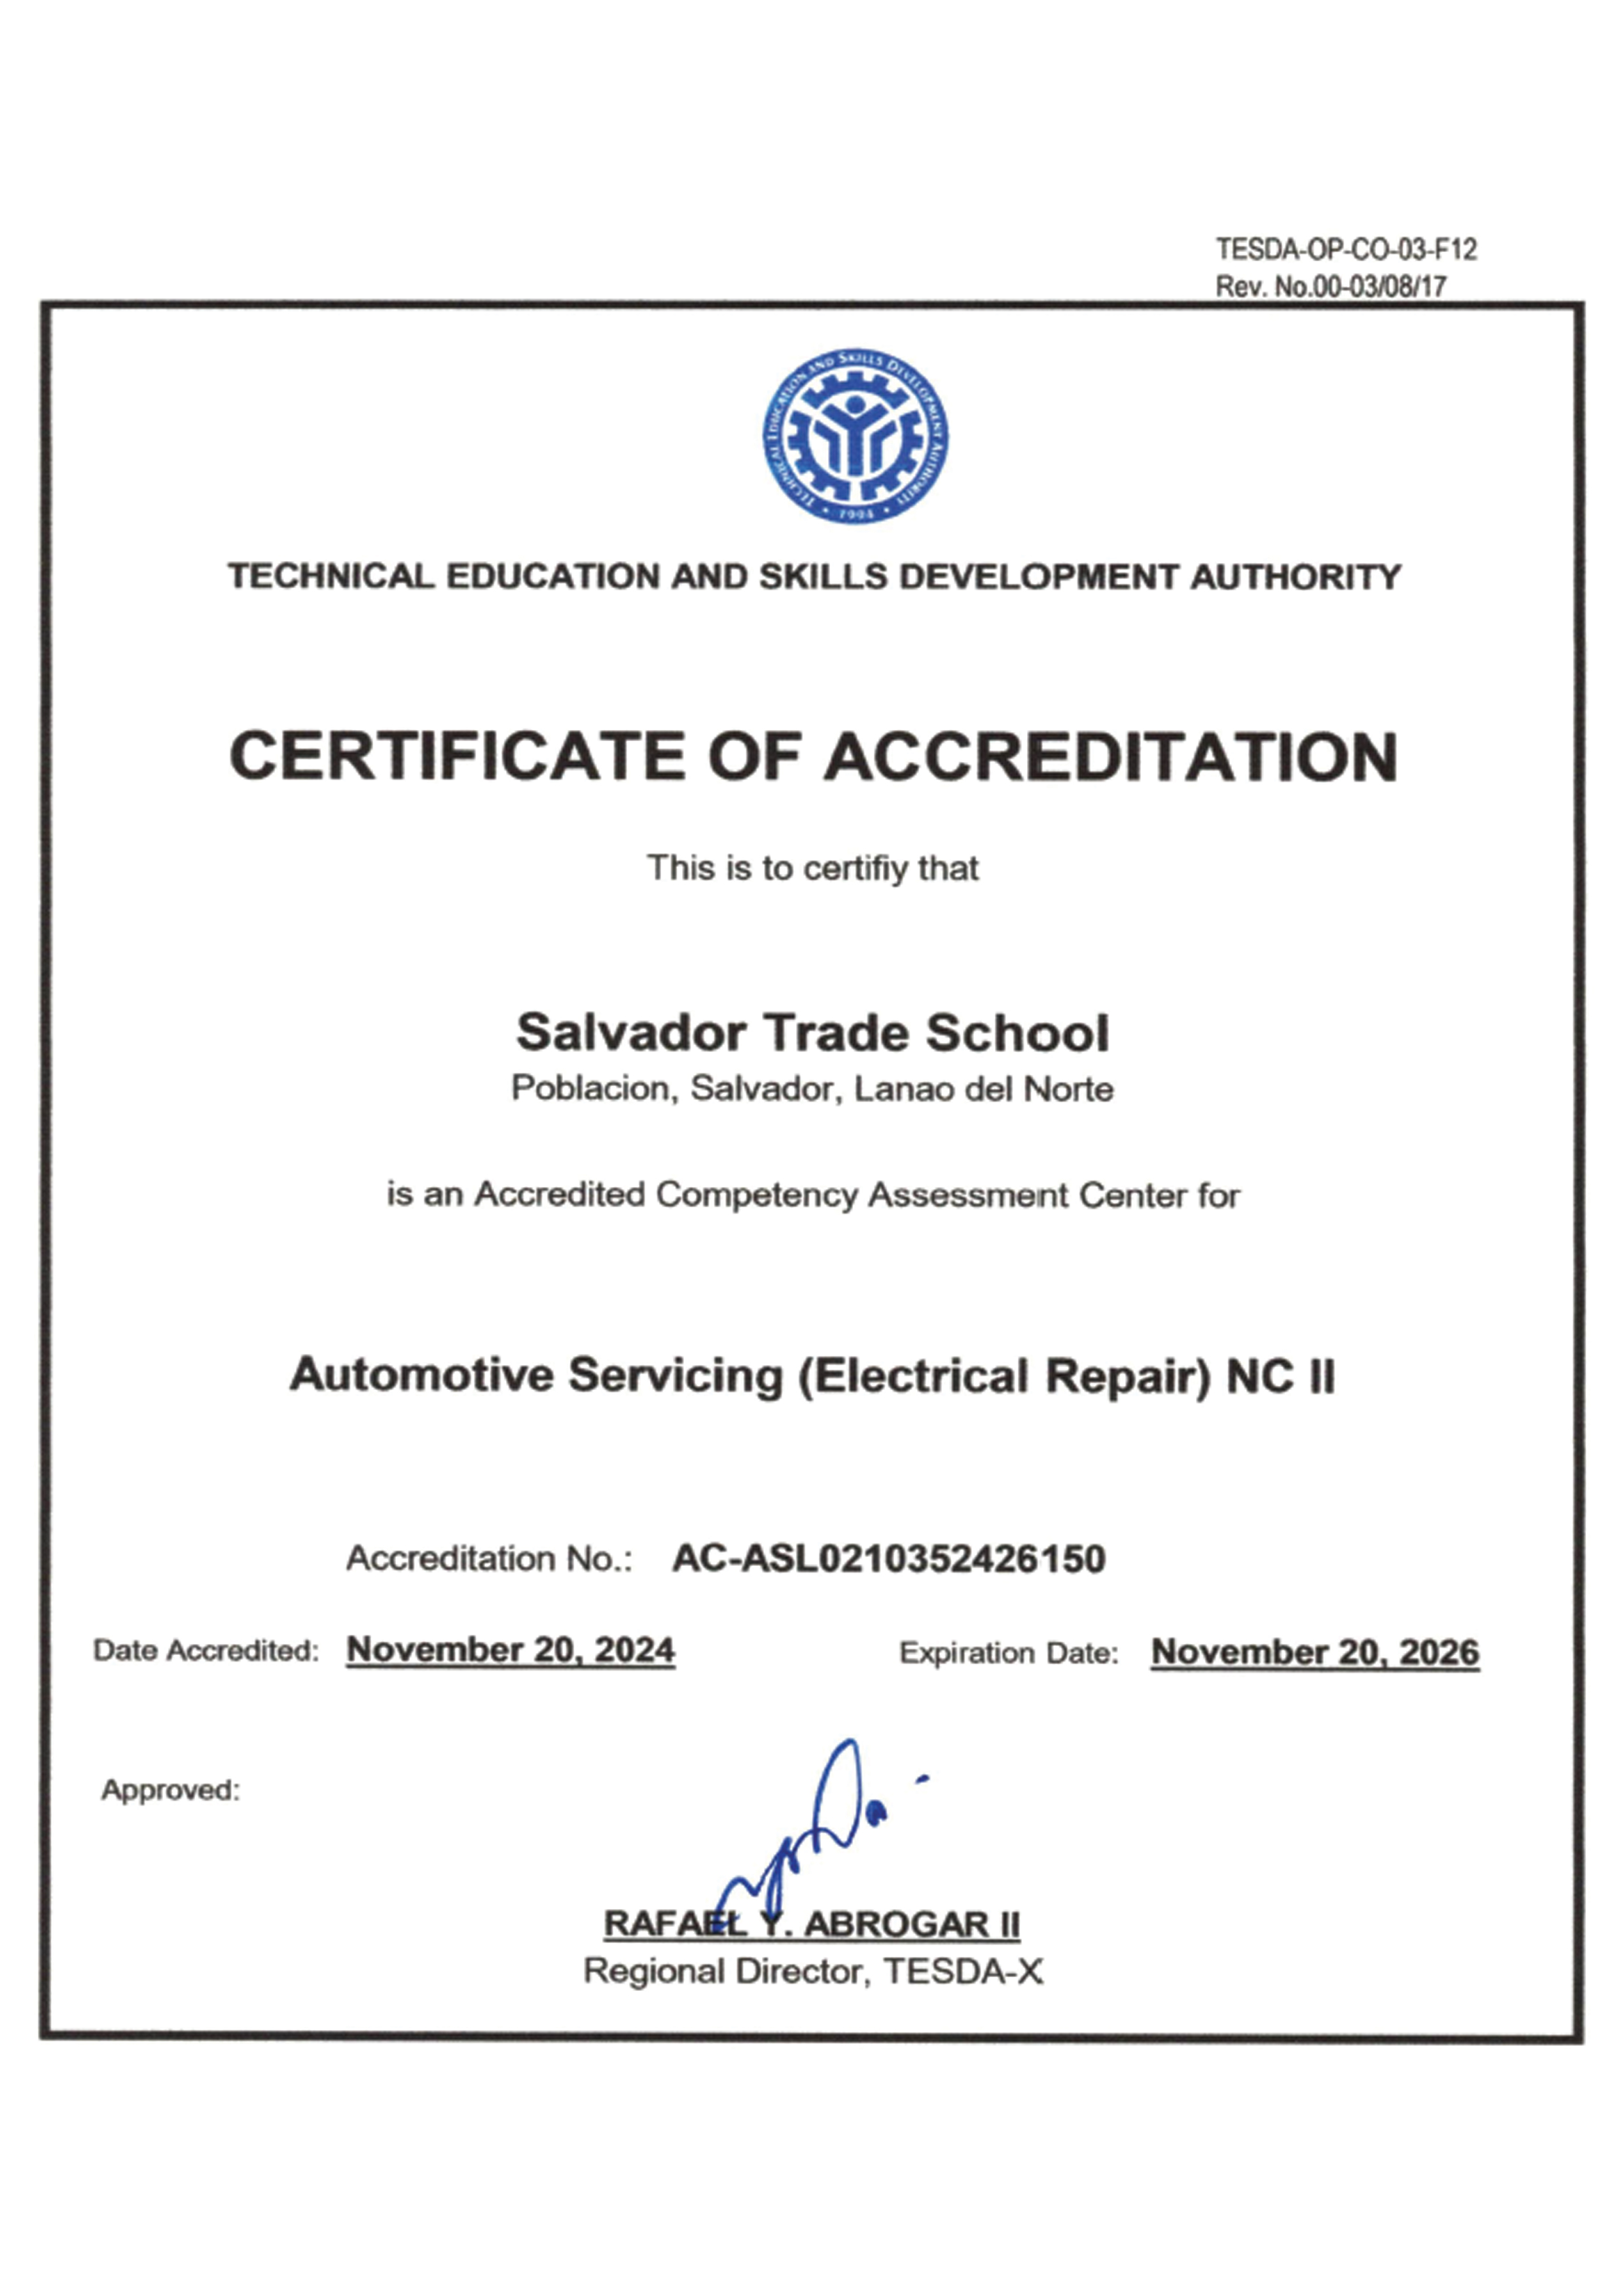 TESDA-OP-CO-03-F12
Rev. No.00-03/08/17
TECHNICAL EDUCATION AND SKILLS DEVELOPMENT AUTHORITY
1994
TECHNICAL EDUCATION AND SKILLS DEVELOPMENT AUTHORITY
CERTIFICATE OF ACCREDITATION
This is to certifiy that
Salvador Trade School
Poblacion, Salvador, Lanao del Norte
is an Accredited Competency Assessment Center for
Automotive Servicing (Electrical Repair) NC II
Accreditation No.: AC-ASL0210352426150
Date Accredited: November 20, 2024 Expiration Date: November 20, 2026
Approved:
RAFAEL Y. ABROGAR II
Regional Director, TESDA-X